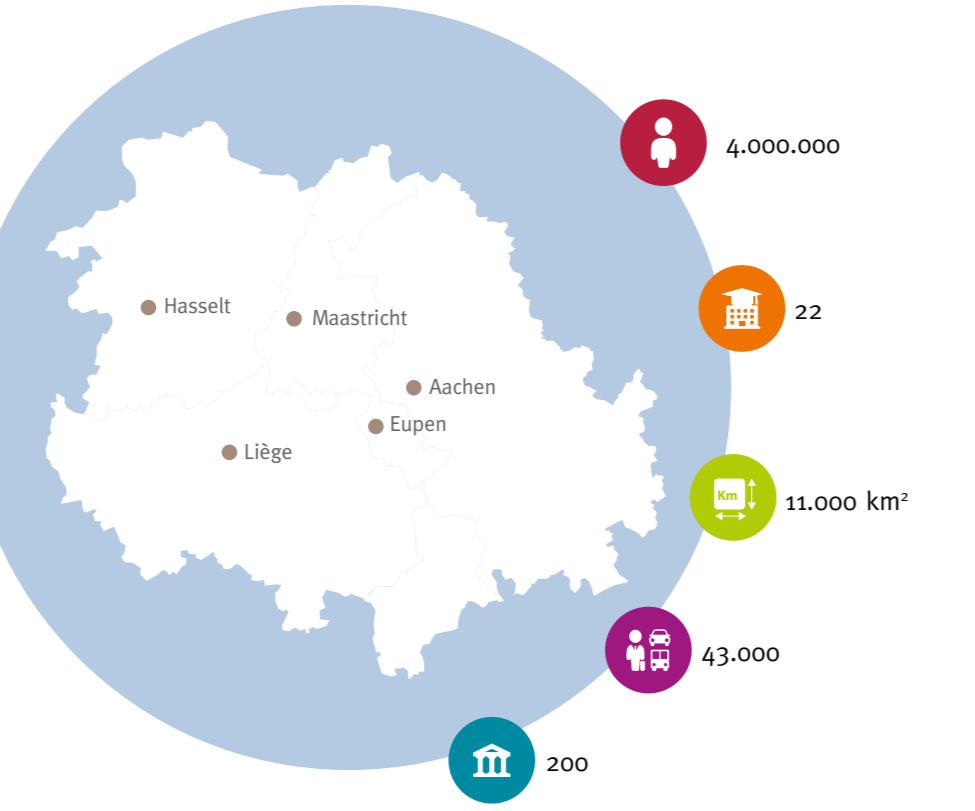 4.000.000
Hasselt
Maastricht
22
Aachen
Eupen
Liège
Km
11.000 km²
43.000
200